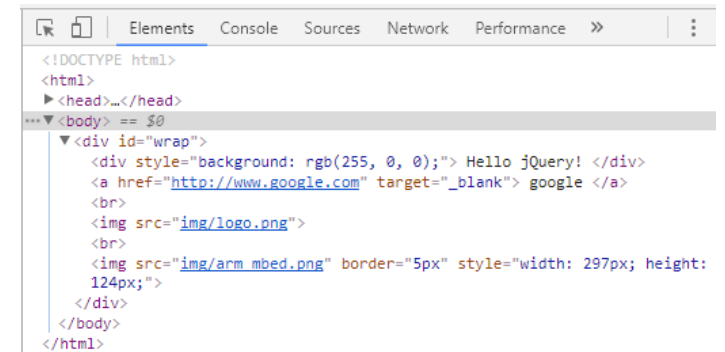 Elements Console Sources Network Performance »
<!DOCTYPE html>
<html>
▶<head>…</head>
···▼<body> == $0
▼<div id="wrap">
<div style="background: rgb(255, 0, 0);"> Hello jQuery! </div>
<a href="http://www.google.com" target="_blank"> google </a>
<br>
<img src="img/logo.png">
<br>
<img src="img/arm_mbed.png" border="5px" style="width: 297px; height:
124px;">
</div>
</body>
</html>